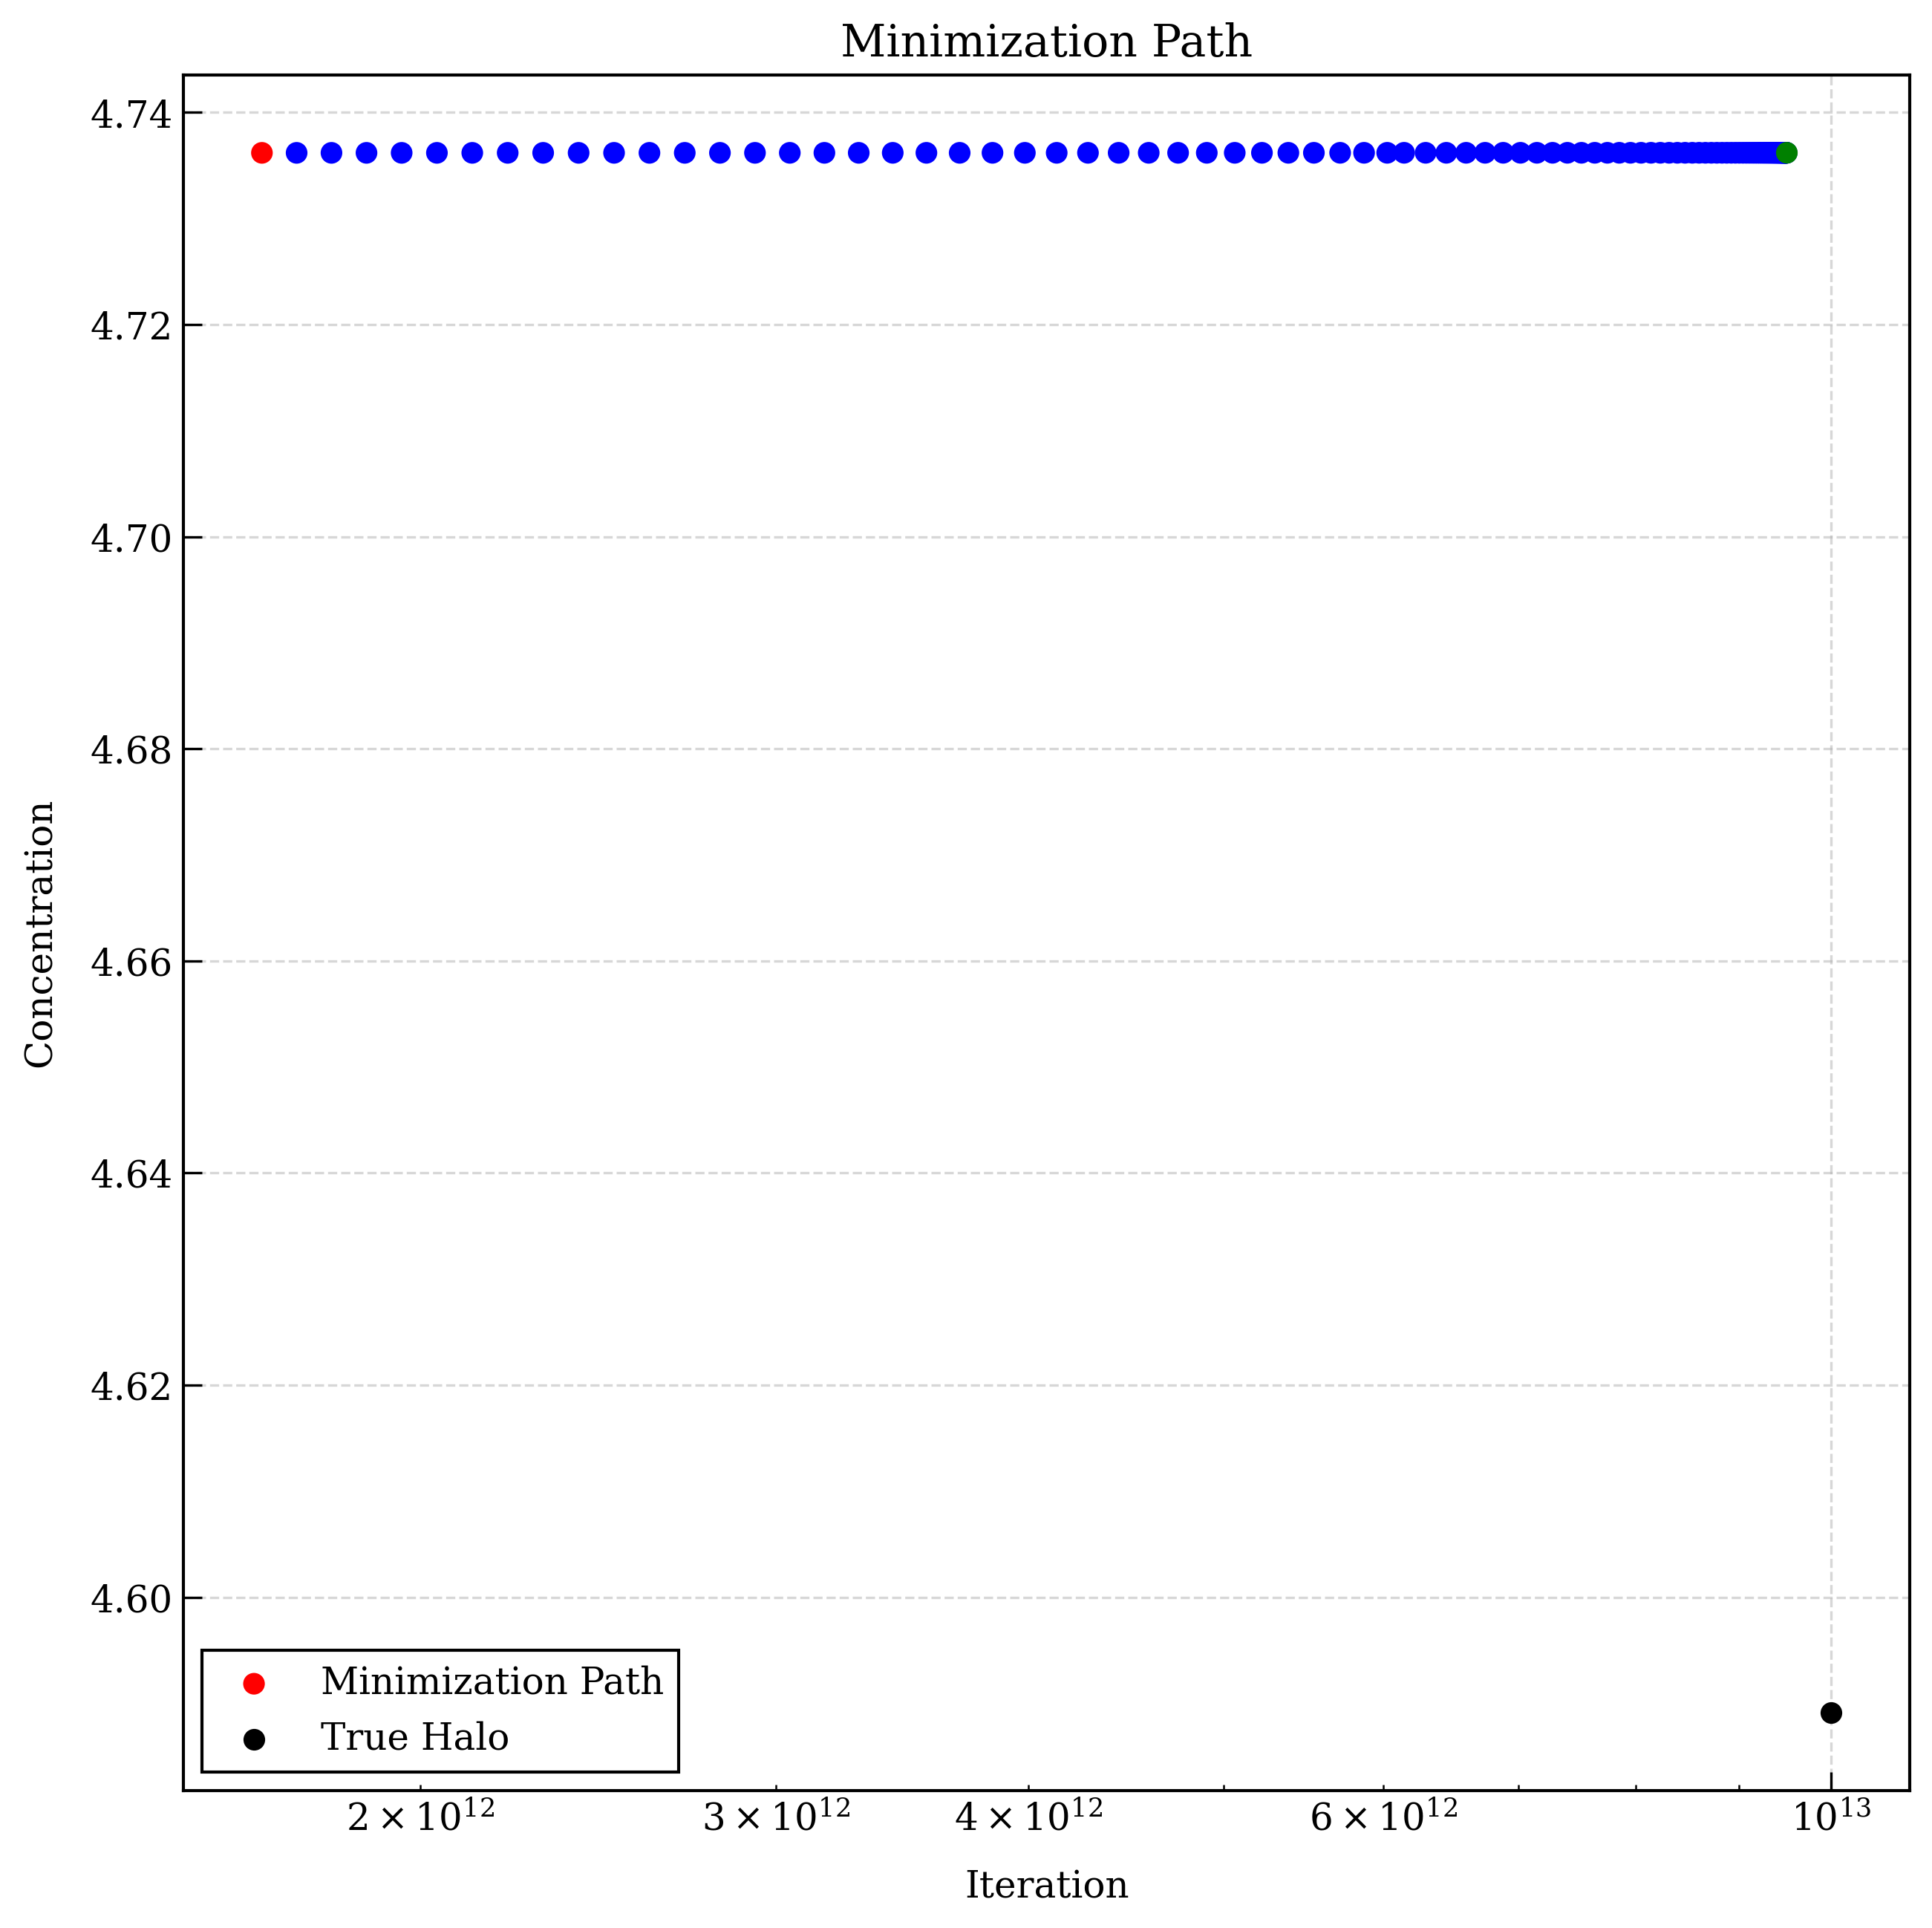 Minimization Path
4.74
4.72
4.70
4.68
4.66
4.64
4.62
4.60
Concentration
Minimization Path
True Halo
2 × 10¹² 3 × 10¹² 4 × 10¹² 6 × 10¹² 10¹³
Iteration